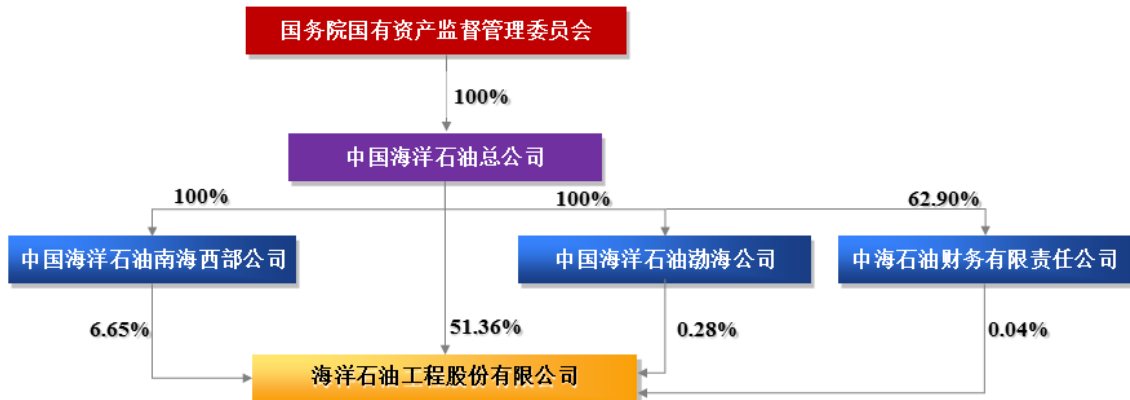 国务院国有资产监督管理委员会
100%
中国海洋石油总公司
100%
100%
62.90%
中国海洋石油南海西部公司
中国海洋石油渤海公司
中海石油财务有限责任公司
6.65%
51.36%
0.28%
0.04%
海洋石油工程股份有限公司